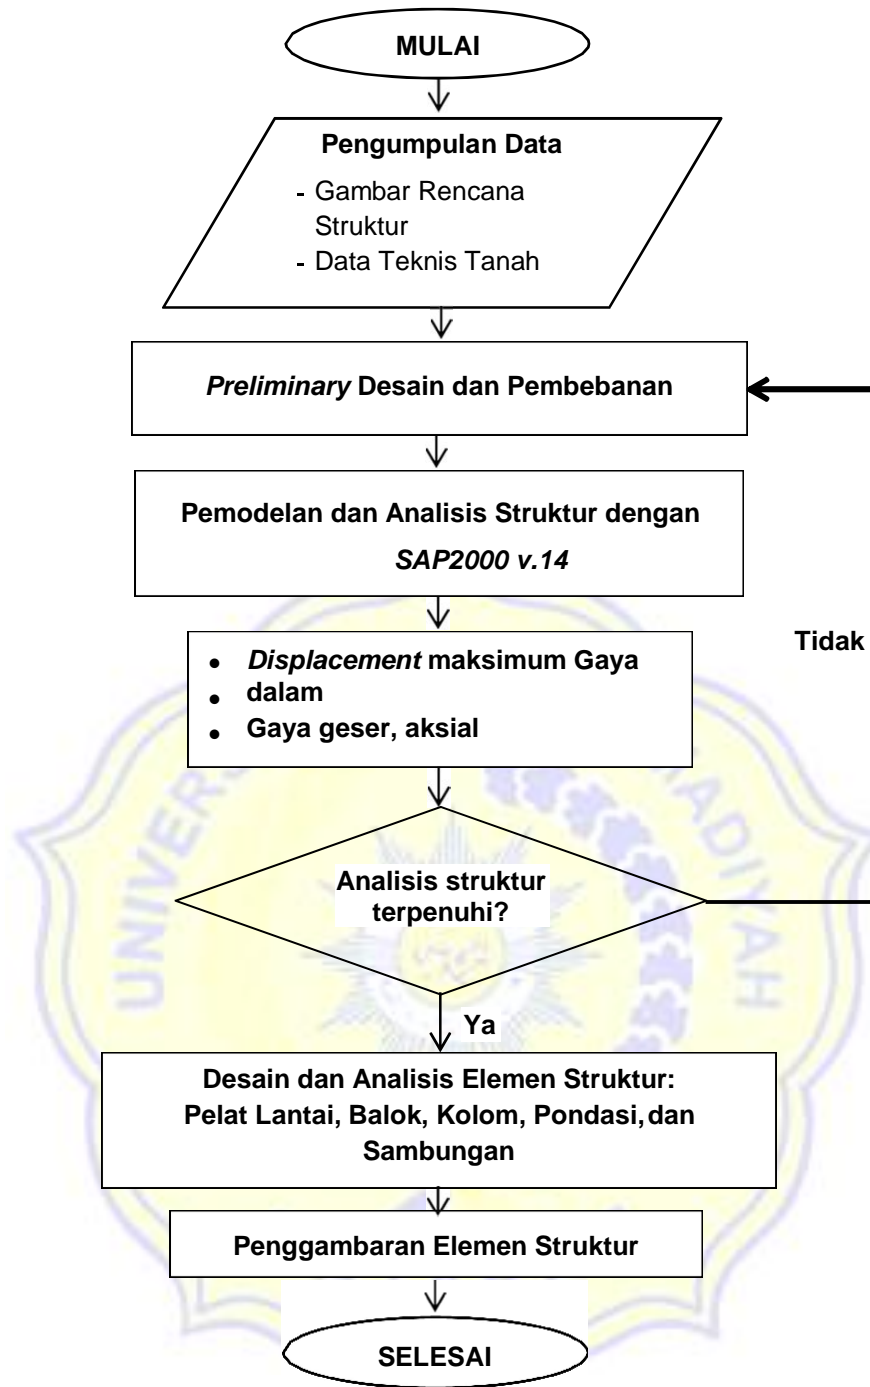 MULAI
Pengumpulan Data
- Gambar Rencana
Struktur
- Data Teknis Tanah
Preliminary Desain dan Pembebanan
Pemodelan dan Analisis Struktur dengan
SAP2000 v.14
Tidak
• Displacement maksimum Gaya
• dalam
• Gaya geser, aksial
Analisis struktur
terpenuhi?
Ya
Desain dan Analisis Elemen Struktur:
Pelat Lantai, Balok, Kolom, Pondasi, dan
Sambungan
Penggambaran Elemen Struktur
SELESAI